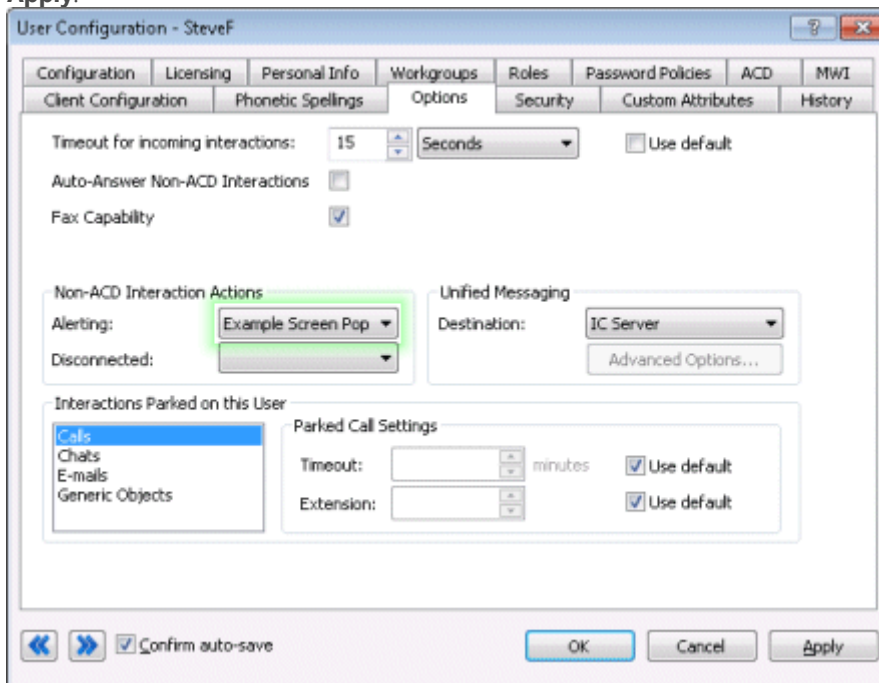 Apply.
User Configuration - SteveF
Configuration Licensing Personal Info Workgroups Roles Password Policies ACD MWI
Client Configuration Phonetic Spellings Options Security Custom Attributes History
Timeout for incoming interactions: 15 Seconds Use default
Auto-Answer Non-ACD Interactions
Fax Capability
Non-ACD Interaction Actions Unified Messaging
Alerting: Example Screen Pop Destination: IC Server
Disconnected: Advanced Options...
Interactions Parked on this User
Calls Parked Call Settings
Chats Timeout: minutes Use default
E-mails
Generic Objects Extension: Use default
Confirm auto-save OK Cancel Apply